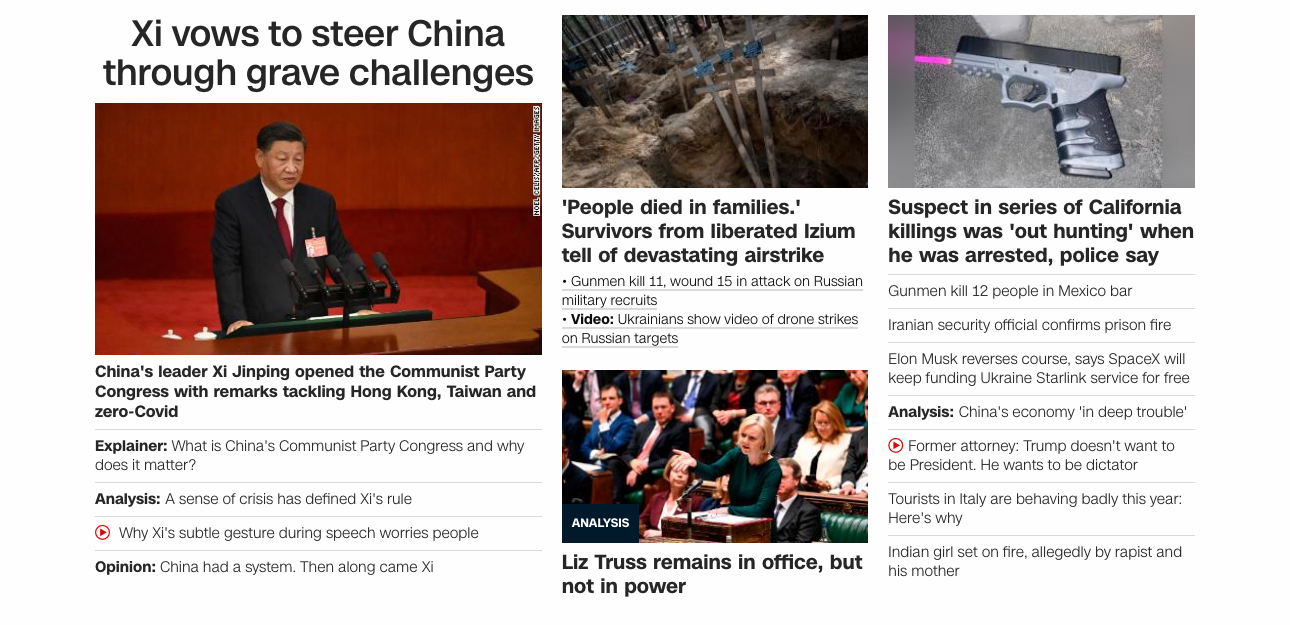 Xi vows to steer China
through grave challenges
NOEL CELIS/AFP/GETTY IMAGES
China's leader Xi Jinping opened the Communist Party
Congress with remarks tackling Hong Kong, Taiwan and
zero-Covid
Explainer: What is China's Communist Party Congress and why
does it matter?
Analysis: A sense of crisis has defined Xi's rule
Why Xi's subtle gesture during speech worries people
Opinion: China had a system. Then along came Xi
'People died in families.'
Survivors from liberated Izium
tell of devastating airstrike
• Gunmen kill 11, wound 15 in attack on Russian
military recruits
• Video: Ukrainians show video of drone strikes
on Russian targets
ANALYSIS
Liz Truss remains in office, but
not in power
Suspect in series of California
killings was 'out hunting' when
he was arrested, police say
Gunmen kill 12 people in Mexico bar
Iranian security official confirms prison fire
Elon Musk reverses course, says SpaceX will
keep funding Ukraine Starlink service for free
Analysis: China's economy 'in deep trouble'
Former attorney: Trump doesn't want to
be President. He wants to be dictator
Tourists in Italy are behaving badly this year:
Here's why
Indian girl set on fire, allegedly by rapist and
his mother